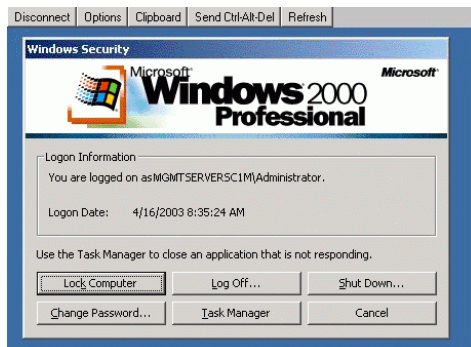 Disconnect Options Clipboard Send Ctrl-Alt-Del Refresh
Windows Security
Microsoft
Windows 2000
Professional
Microsoft
Logon Information
You are logged on as MGMTSERVERSC1M\Administrator.
Logon Date: 4/16/2003 8:35:24 AM
Use the Task Manager to close an application that is not responding.
Lock Computer Log Off... Shut Down...
Change Password... Task Manager Cancel